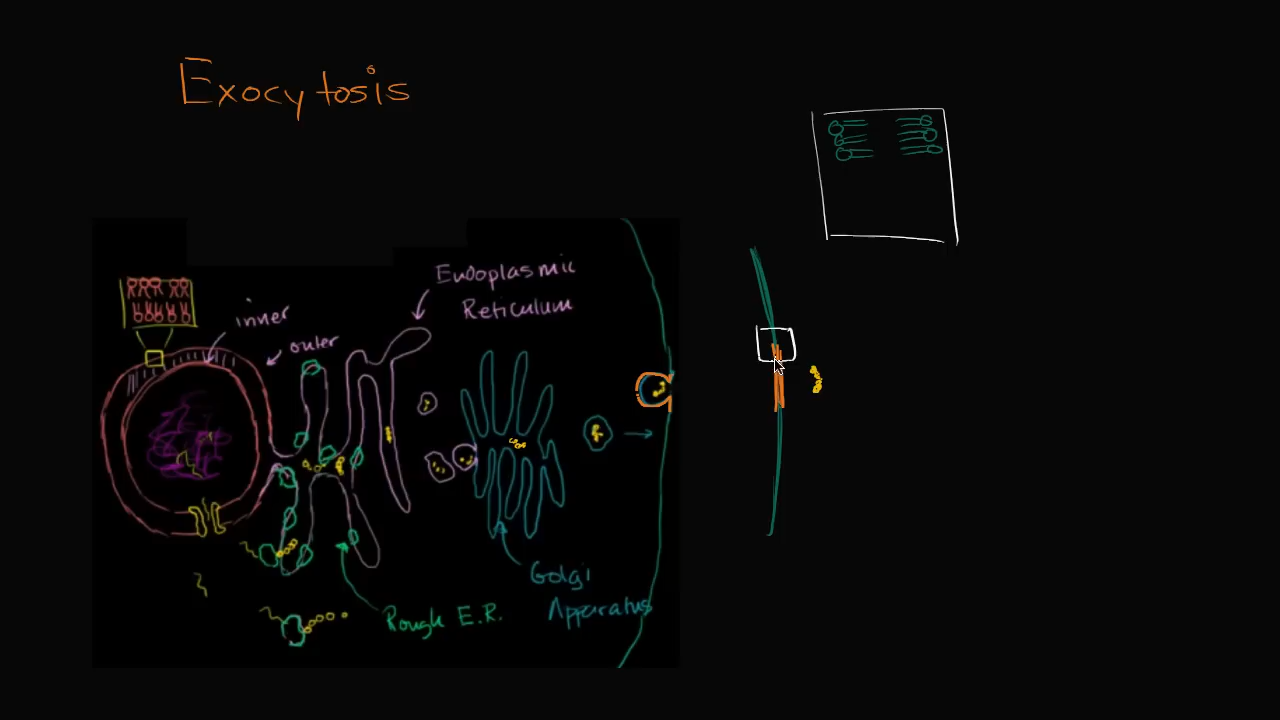 Exocytosis
Endoplasmic
Reticulum
inner
outer
Golgi
Apparatus
Rough E.R.